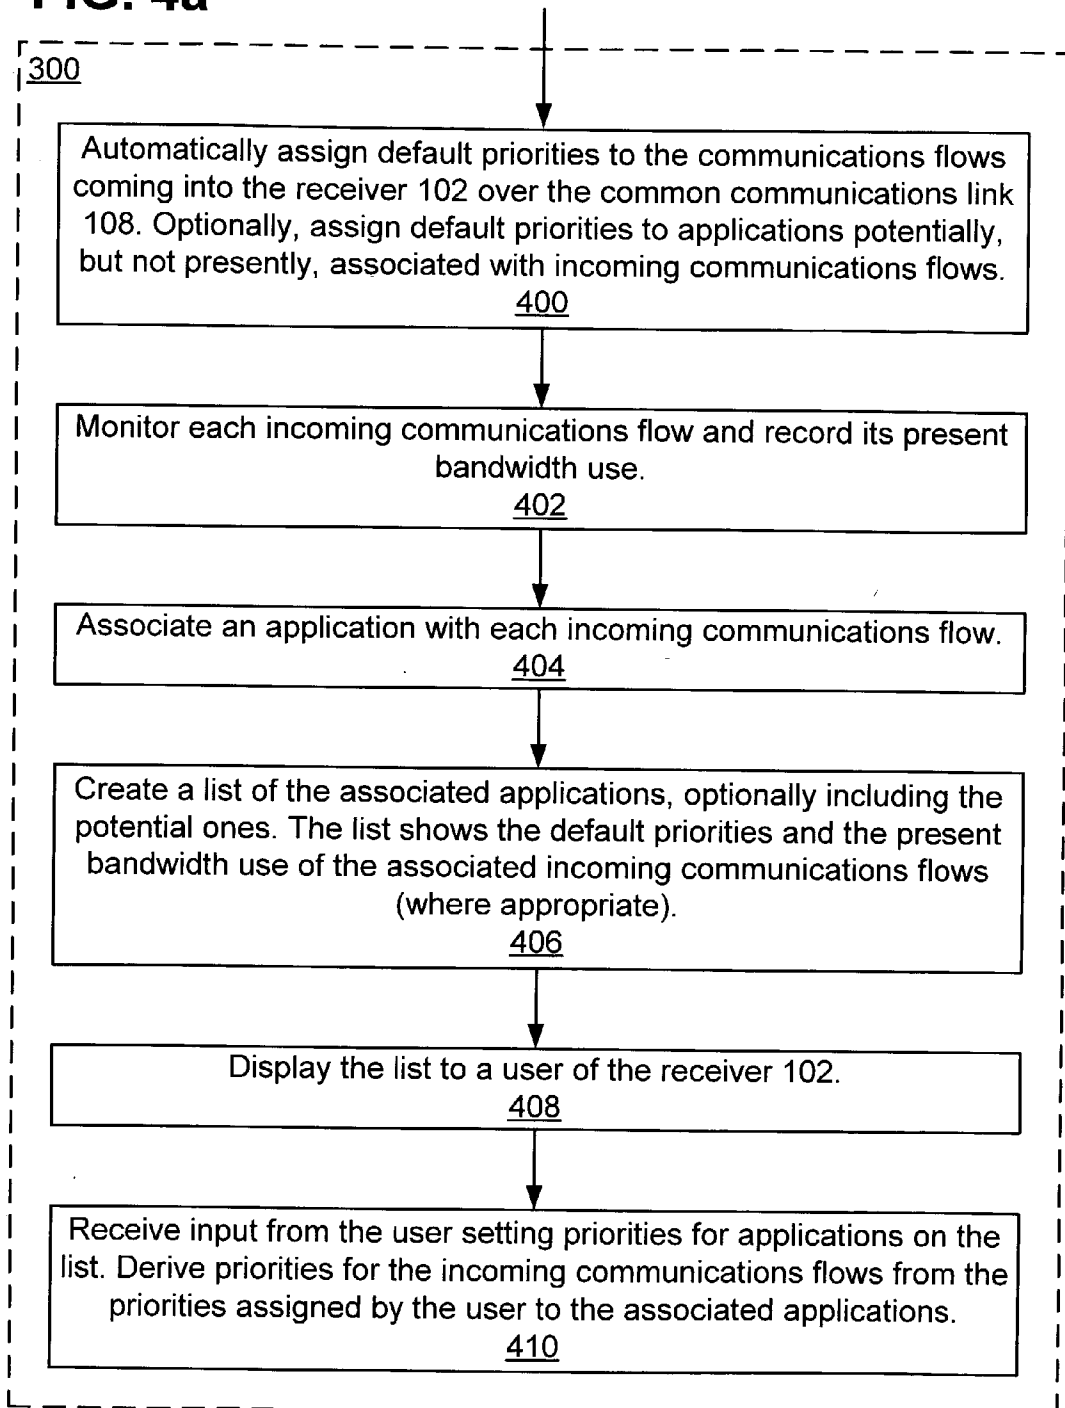 FIG. 4a
300
Automatically assign default priorities to the communications flows
coming into the receiver 102 over the common communications link
108. Optionally, assign default priorities to applications potentially,
but not presently, associated with incoming communications flows.
400
Monitor each incoming communications flow and record its present
bandwidth use.
402
Associate an application with each incoming communications flow.
404
Create a list of the associated applications, optionally including the
potential ones. The list shows the default priorities and the present
bandwidth use of the associated incoming communications flows
(where appropriate).
406
Display the list to a user of the receiver 102.
408
Receive input from the user setting priorities for applications on the
list. Derive priorities for the incoming communications flows from the
priorities assigned by the user to the associated applications.
410